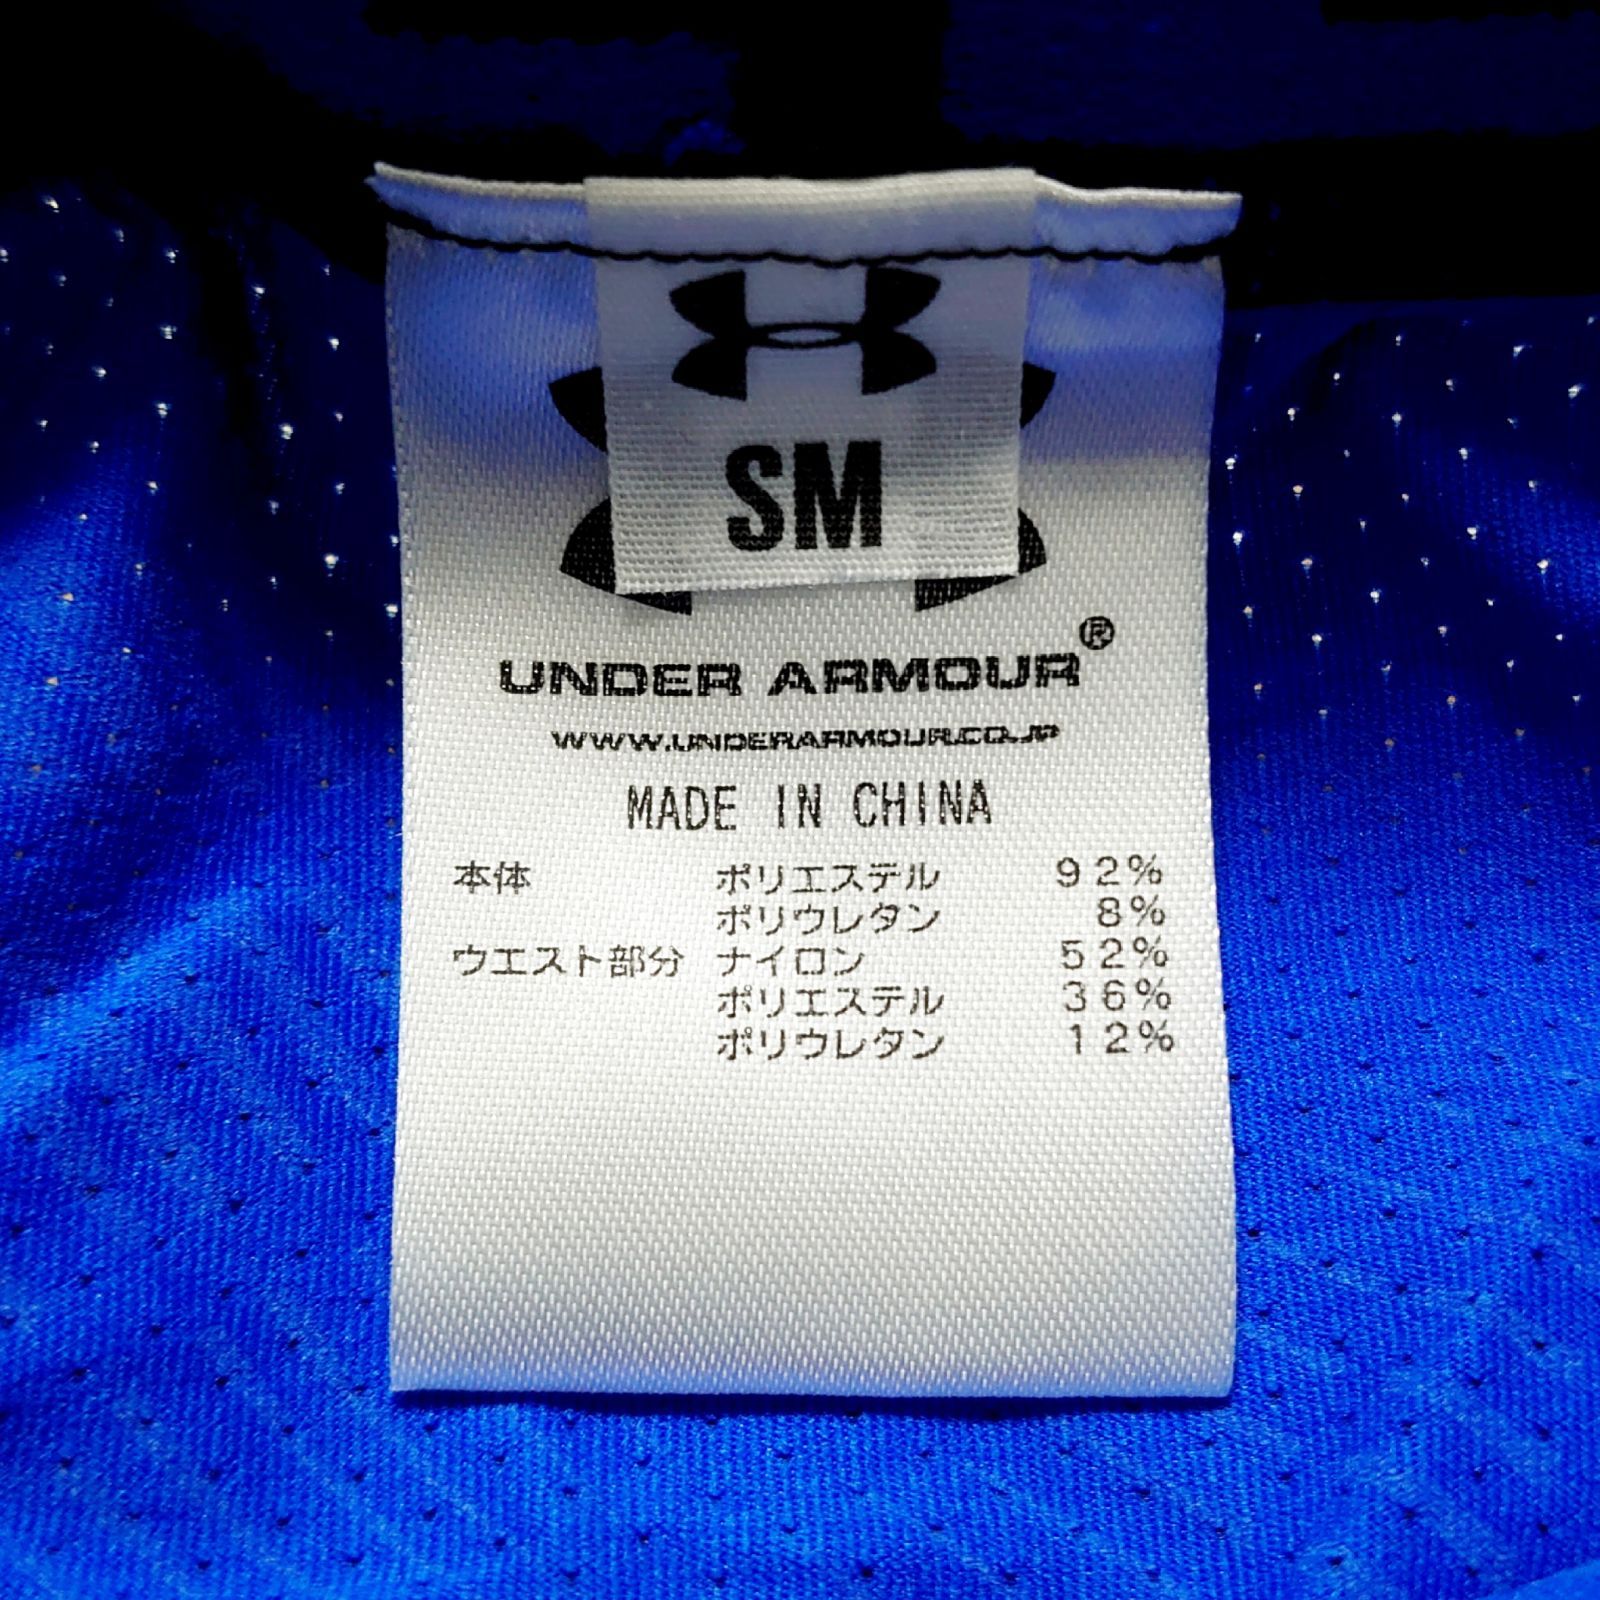 SM
UNDER ARMOUR®
WWW.UNDERARMOUR.CO.JP
MADE IN CHINA
本体 ポリエステル 92%
ポリウレタン 8%
ウエスト部分 ナイロン 52%
ポリエステル 36%
ポリウレタン 12%